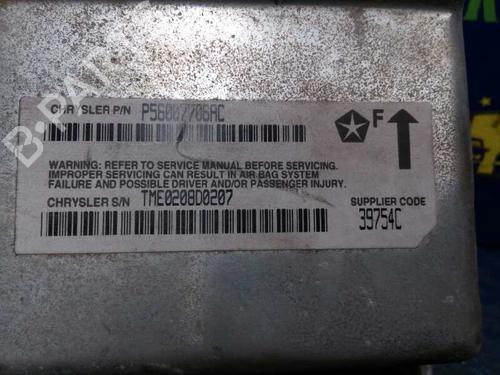 CHRYSLER P/N P56007706AC
F
WARNING: REFER TO SERVICE MANUAL BEFORE SERVICING.
IMPROPER SERVICING CAN RESULT IN AIR BAG SYSTEM
FAILURE AND POSSIBLE DRIVER AND/OR PASSENGER INJURY.
CHRYSLER S/N TME0208D0207
SUPPLIER CODE
39754C
B-PARTS